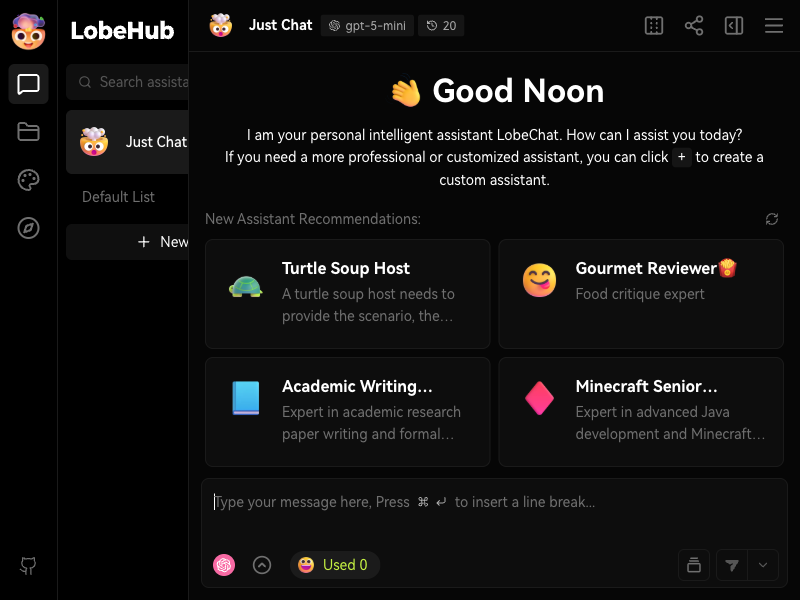 LobeHub
Search assista
Just Chat
Default List
New
Just Chat
gpt-5-mini
20
Good Noon
I am your personal intelligent assistant LobeChat. How can I assist you today?
If you need a more professional or customized assistant, you can click + to create a
custom assistant.
New Assistant Recommendations:
Turtle Soup Host
A turtle soup host needs to
provide the scenario, the…
Gourmet Reviewer🍟
Food critique expert
Academic Writing…
Expert in academic research
paper writing and formal…
Minecraft Senior…
Expert in advanced Java
development and Minecraft…
Type your message here, Press ⌘ ↵ to insert a line break...
Used 0